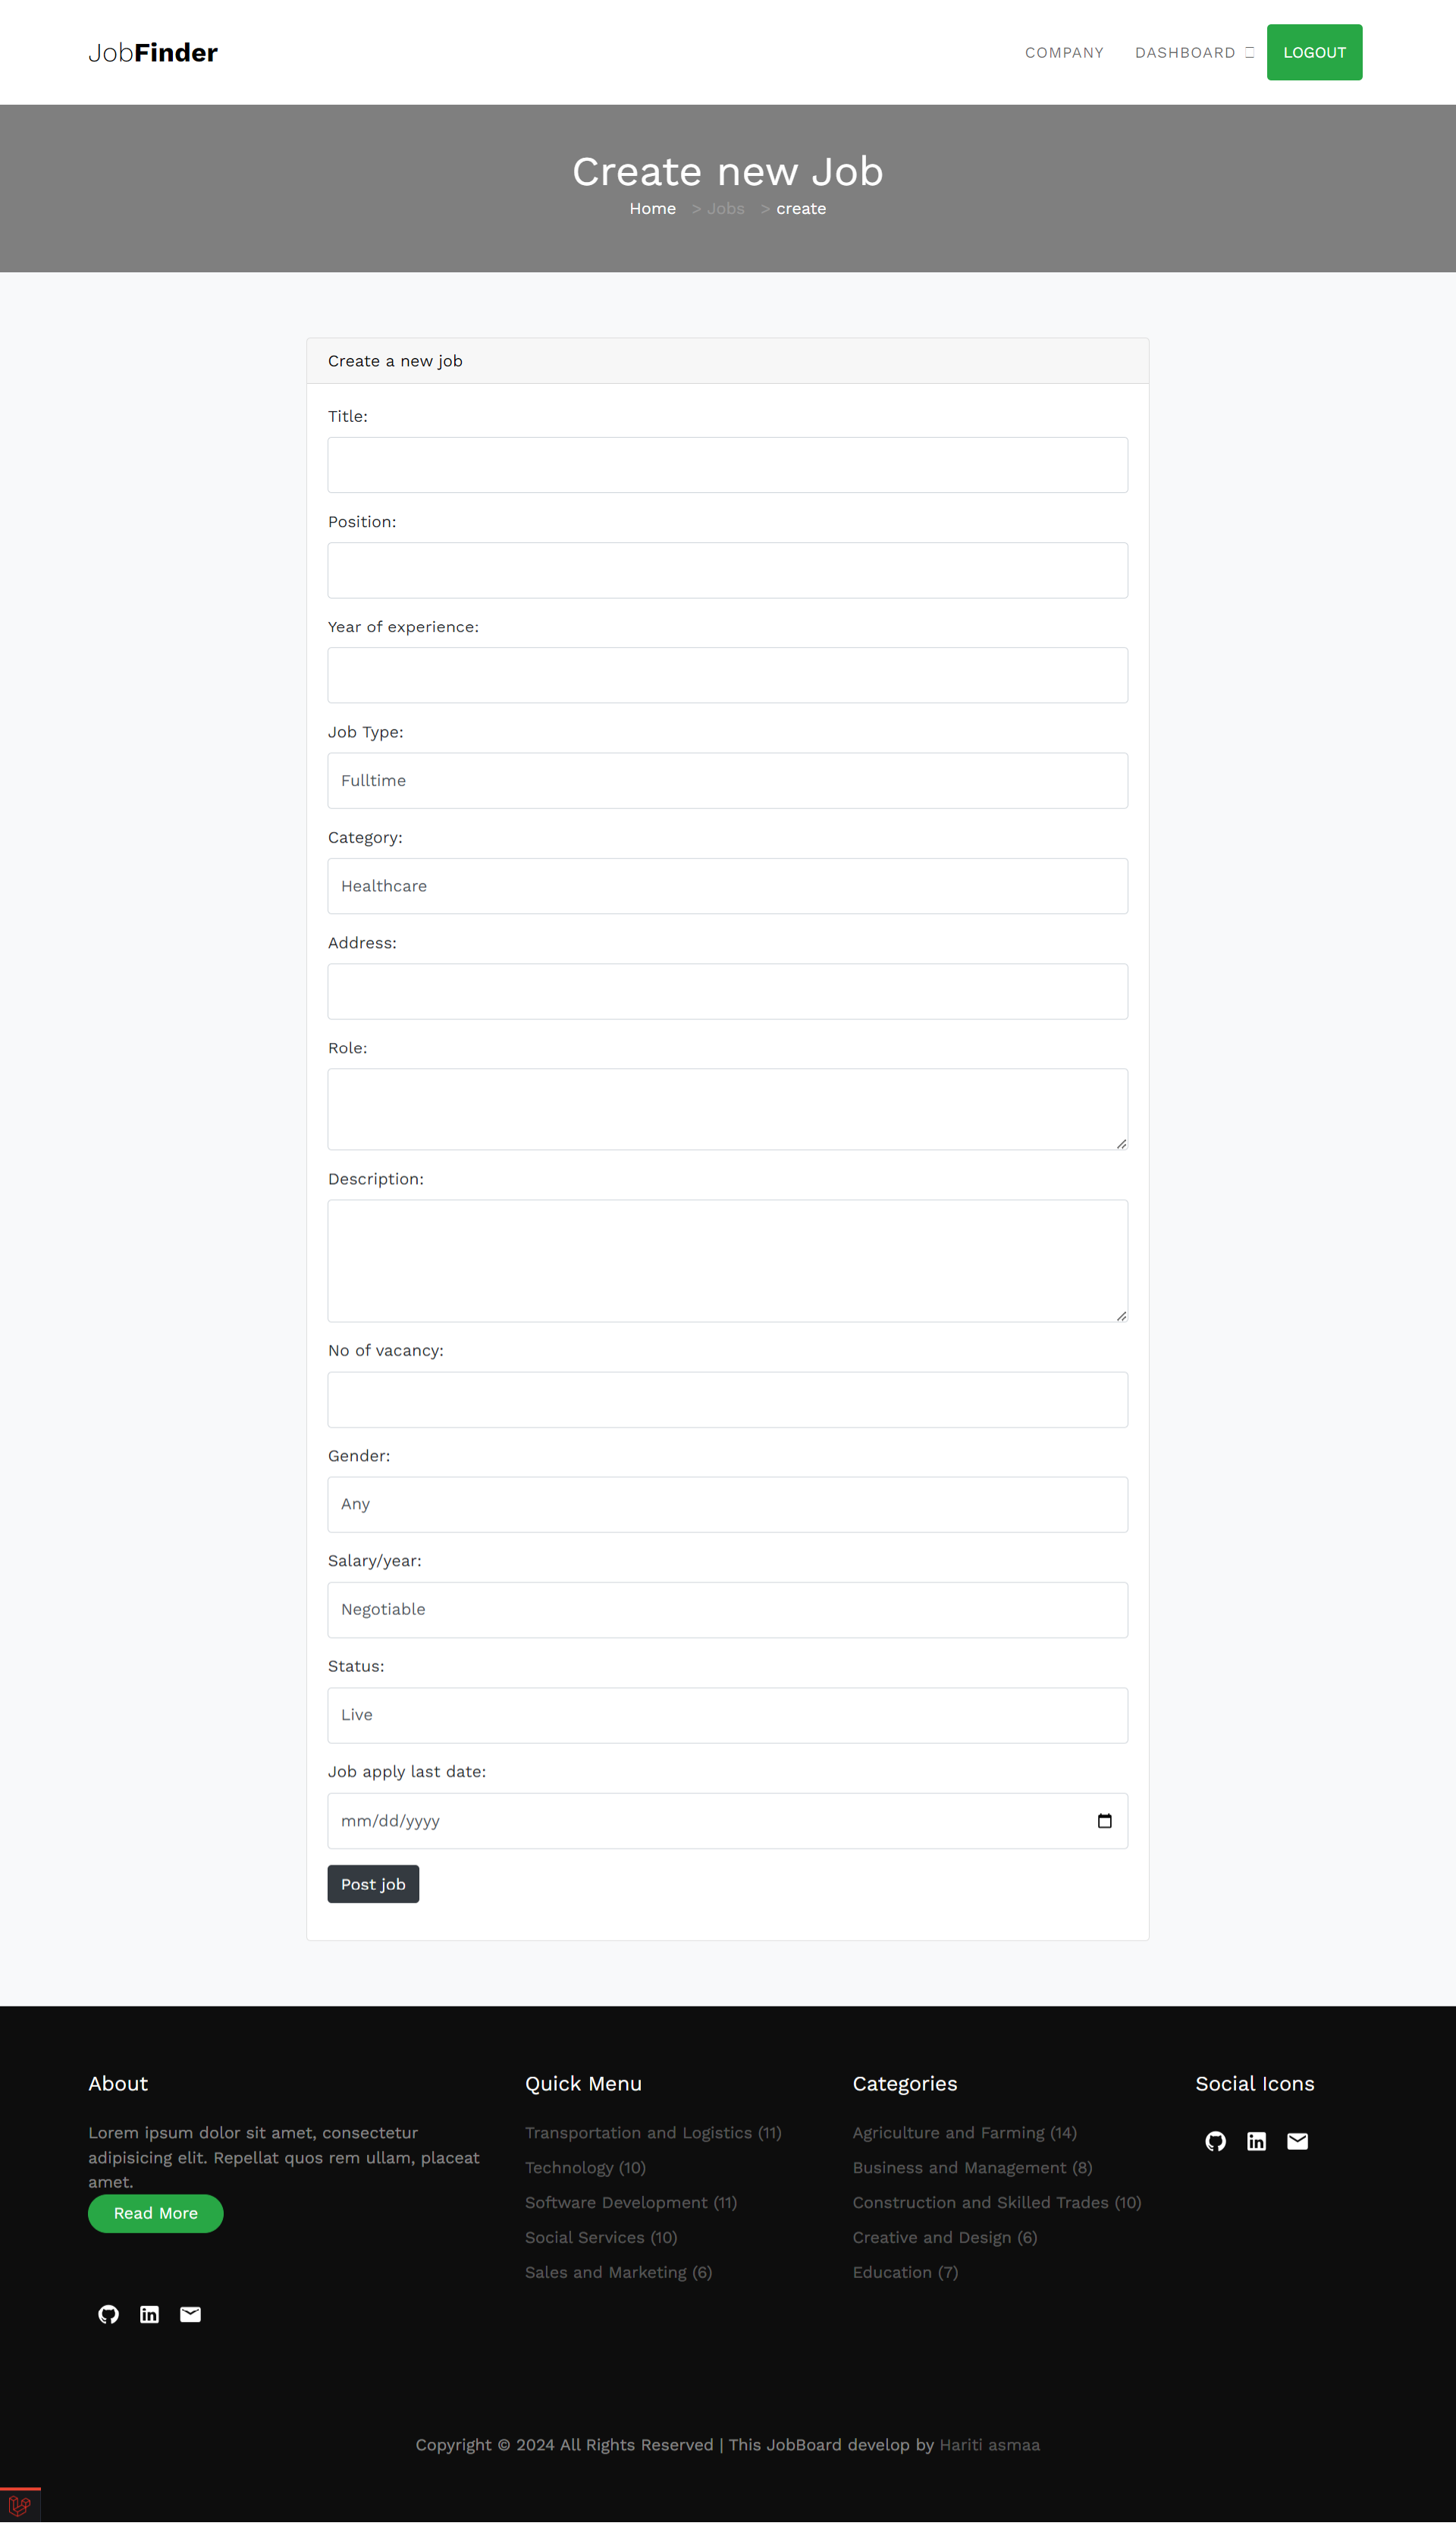 JobFinder
COMPANY DASHBOARD LOGOUT
Create new Job
Home > Jobs > create
Create a new job
Title:
Position:
Year of experience:
Job Type:
Fulltime
Category:
Healthcare
Address:
Role:
Description:
No of vacancy:
Gender:
Any
Salary/year:
Negotiable
Status:
Live
Job apply last date:
mm/dd/yyyy
Post job
About
Lorem ipsum dolor sit amet, consectetur
adipisicing elit. Repellat quos rem ullam, placeat
amet.
Read More
Quick Menu
Transportation and Logistics (11)
Technology (10)
Software Development (11)
Social Services (10)
Sales and Marketing (6)
Categories
Agriculture and Farming (14)
Business and Management (8)
Construction and Skilled Trades (10)
Creative and Design (6)
Education (7)
Social Icons
Copyright © 2024 All Rights Reserved | This JobBoard develop by Hariti asmaa